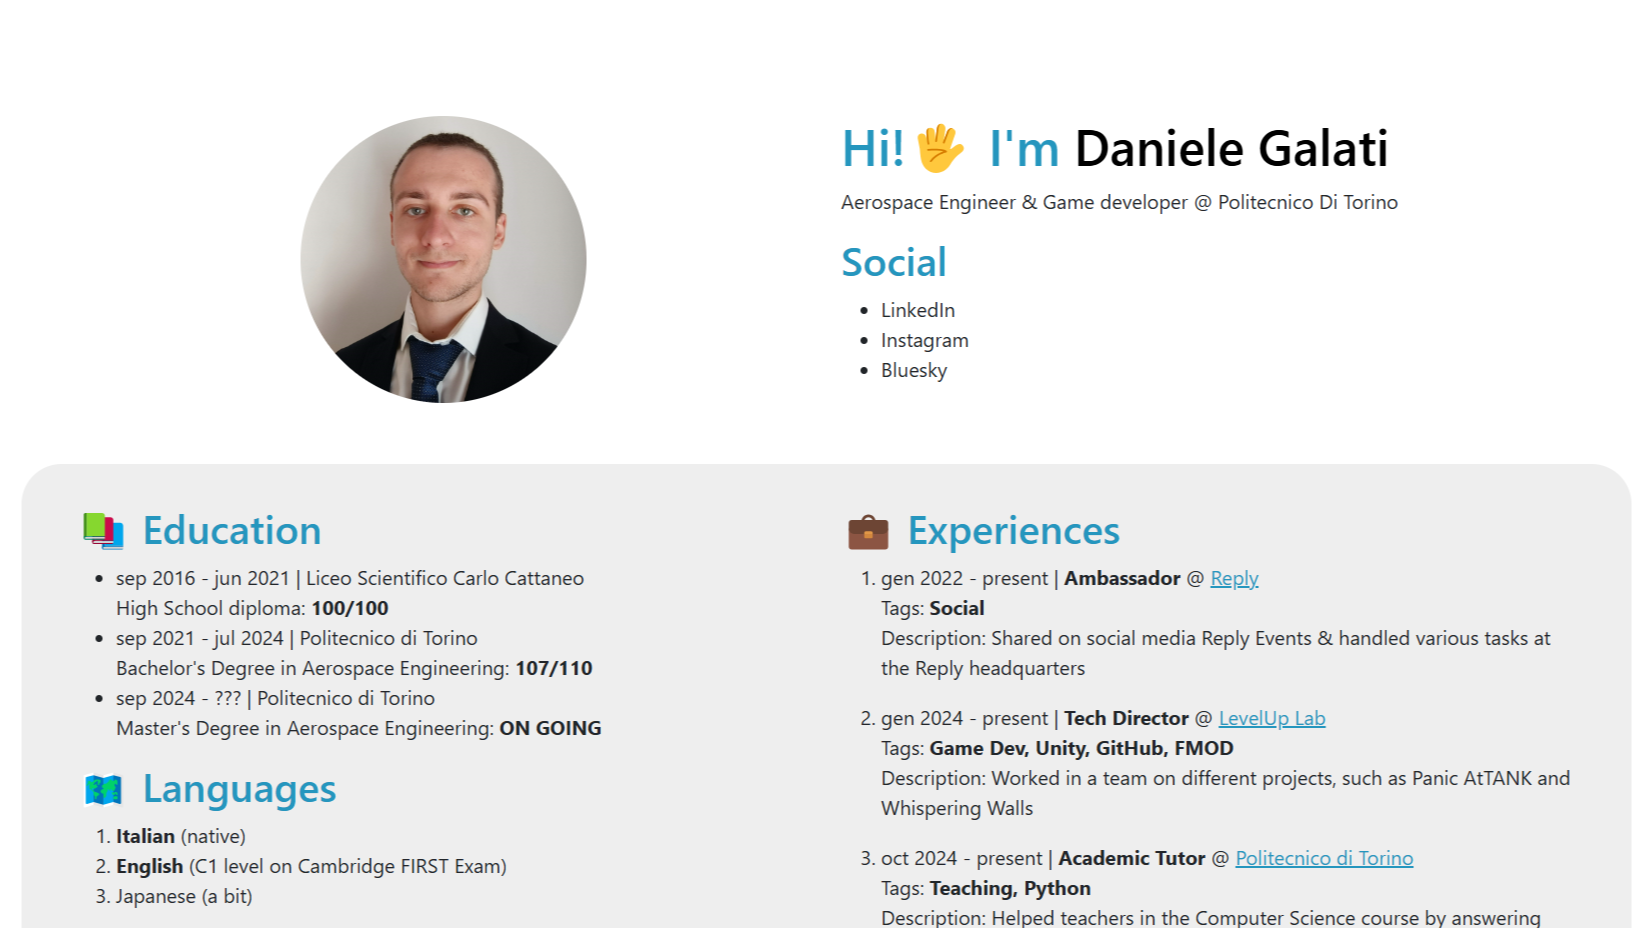 Hi!🖐 I'm Daniele Galati
Aerospace Engineer & Game developer @ Politecnico Di Torino
Social
• LinkedIn
• Instagram
• Bluesky
Education
• sep 2016 - jun 2021 | Liceo Scientifico Carlo Cattaneo
High School diploma: 100/100
• sep 2021 - jul 2024 | Politecnico di Torino
Bachelor's Degree in Aerospace Engineering: 107/110
• sep 2024 - ??? | Politecnico di Torino
Master's Degree in Aerospace Engineering: ON GOING
Languages
1. Italian (native)
2. English (C1 level on Cambridge FIRST Exam)
3. Japanese (a bit)
Experiences
1. gen 2022 - present | Ambassador @ Reply
Tags: Social
Description: Shared on social media Reply Events & handled various tasks at
the Reply headquarters
2. gen 2024 - present | Tech Director @ LevelUp Lab
Tags: Game Dev, Unity, GitHub, FMOD
Description: Worked in a team on different projects, such as Panic AtTANK and
Whispering Walls
3. oct 2024 - present | Academic Tutor @ Politecnico di Torino
Tags: Teaching, Python
Description: Helped teachers in the Computer Science course by answering